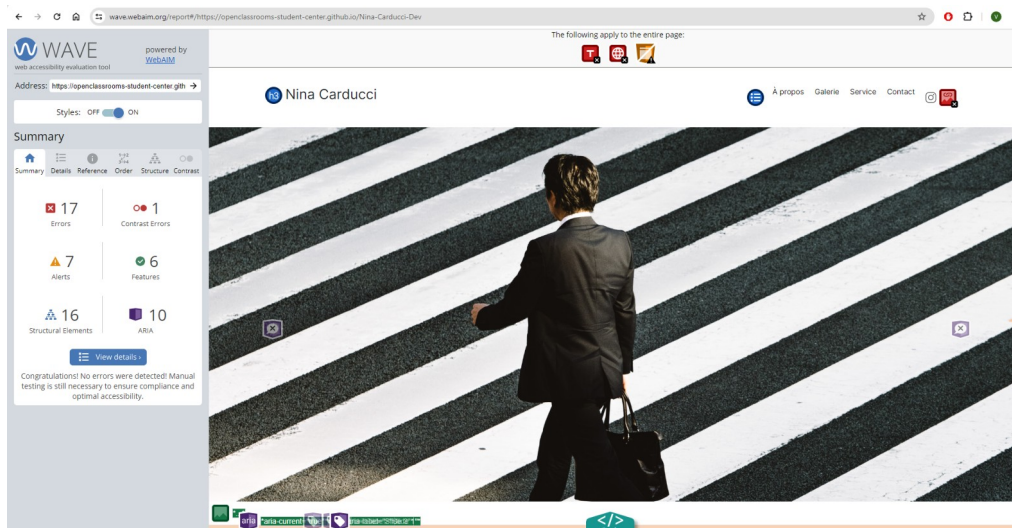 wave.webaim.org/report#/https://openclassrooms-student-center.github.io/Nina-Carducci-Dev
V
WAVE
web accessibility evaluation tool
powered by
WebAIM
Address: https://openclassrooms-student-center.gith
Styles: OFF ON
Summary
Summary Details Reference Order Structure Contrast
17 Errors
1 Contrast Errors
7 Alerts
6 Features
16 Structural Elements
10 ARIA
View details ›
Congratulations! No errors were detected! Manual
testing is still necessary to ensure compliance and
optimal accessibility.
The following apply to the entire page:
h3 Nina Carducci
À propos Galerie Service Contact
aria *aria-current=
</>